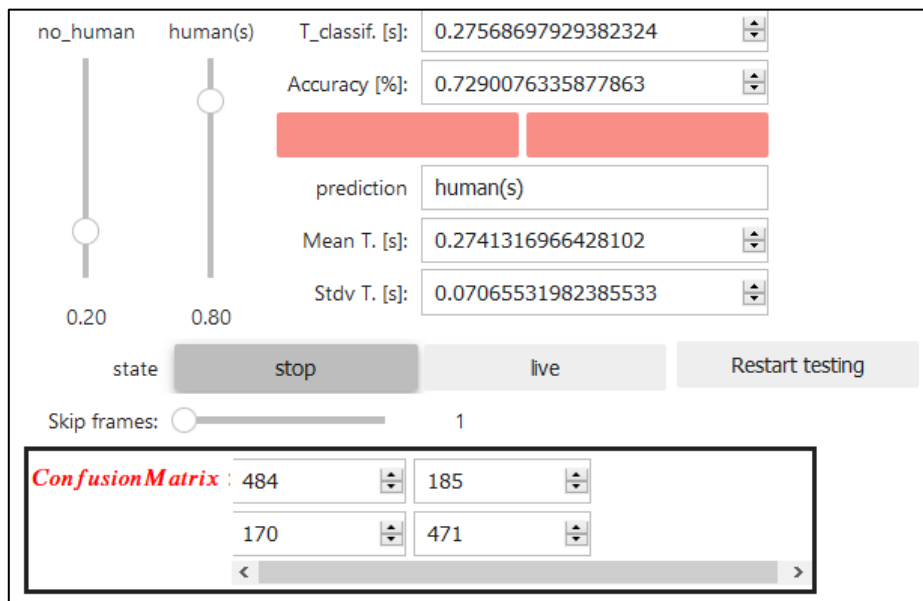 no_human human(s) T_classif. [s]: 0.27568697929382324
Accuracy [%]: 0.7290076335877863
prediction human(s)
Mean T. [s]: 0.2741316966428102
Stdv T. [s]: 0.07065531982385533
0.20 0.80
state stop live Restart testing
Skip frames: 1
ConfusionMatrix : 484 185
170 471